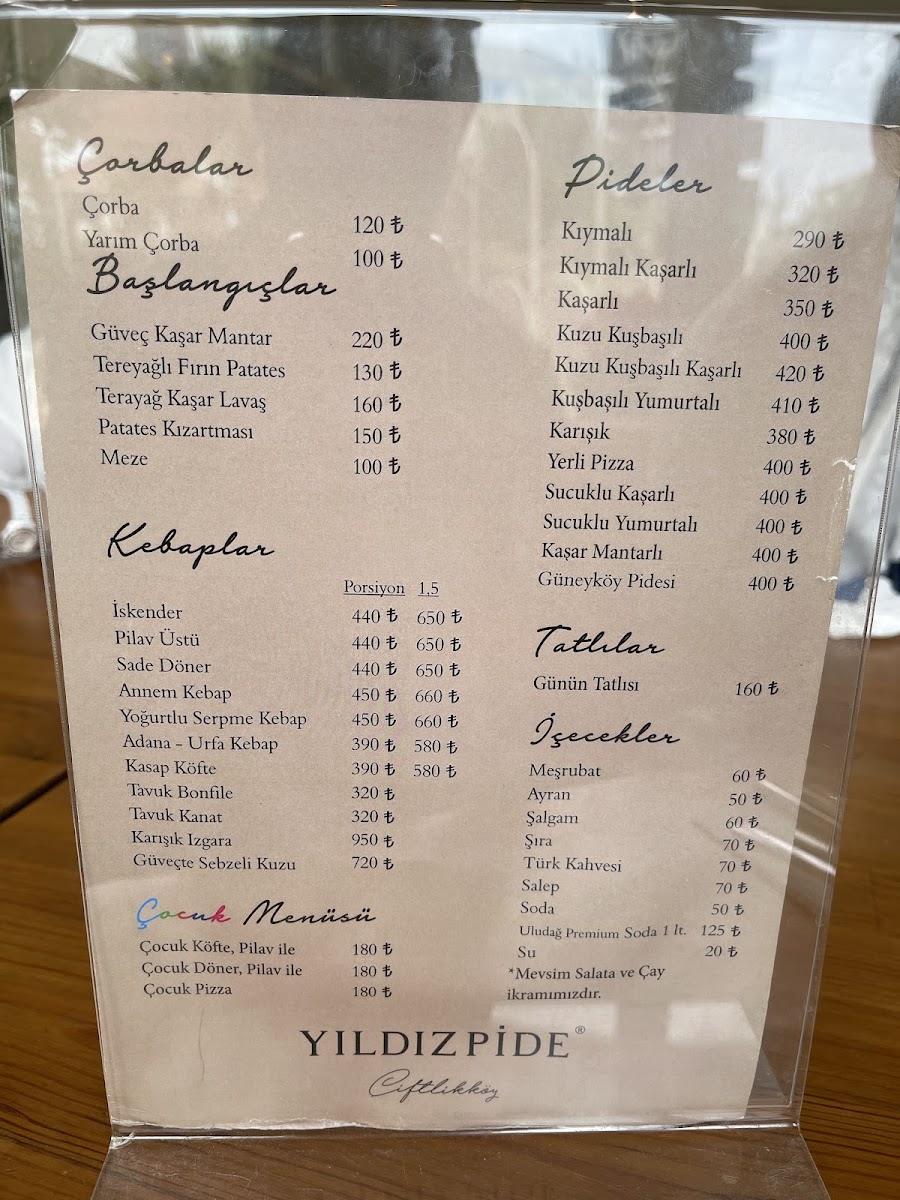 Çorbalar
Çorba 120 ₺
Yarım Çorba 100 ₺
Başlangıçlar
Güveç Kaşar Mantar 220 ₺
Tereyağlı Fırın Patates 130 ₺
Terayağ Kaşar Lavaş 160 ₺
Patates Kızartması 150 ₺
Meze 100 ₺
Kebaplar
Porsiyon 1,5
İskender 440 ₺ 650 ₺
Pilav Üstü 440 ₺ 650 ₺
Sade Döner 440 ₺ 650 ₺
Annem Kebap 450 ₺ 660 ₺
Yoğurtlu Serpme Kebap 450 ₺ 660 ₺
Adana - Urfa Kebap 390 ₺ 580 ₺
Kasap Köfte 390 ₺ 580 ₺
Tavuk Bonfile 320 ₺
Tavuk Kanat 320 ₺
Karışık Izgara 950 ₺
Güveçte Sebzeli Kuzu 720 ₺
Çocuk Menüsü
Çocuk Köfte, Pilav ile 180 ₺
Çocuk Döner, Pilav ile 180 ₺
Çocuk Pizza 180 ₺
Pideler
Kıymalı 290 ₺
Kıymalı Kaşarlı 320 ₺
Kaşarlı 350 ₺
Kuzu Kuşbaşılı 400 ₺
Kuzu Kuşbaşılı Kaşarlı 420 ₺
Kuşbaşılı Yumurtalı 410 ₺
Karışık 380 ₺
Yerli Pizza 400 ₺
Sucuklu Kaşarlı 400 ₺
Sucuklu Yumurtalı 400 ₺
Kaşar Mantarlı 400 ₺
Güneyköy Pidesi 400 ₺
Tatlılar
Günün Tatlısı 160 ₺
İçecekler
Meşrubat 60 ₺
Ayran 50 ₺
Şalgam 60 ₺
Şıra 70 ₺
Türk Kahvesi 70 ₺
Salep 70 ₺
Soda 50 ₺
Uludağ Premium Soda 1 lt. 125 ₺
Su 20 ₺
*Mevsim Salata ve Çay
ikramımızdır.
YILDIZPİDE®
Çiftlikköy